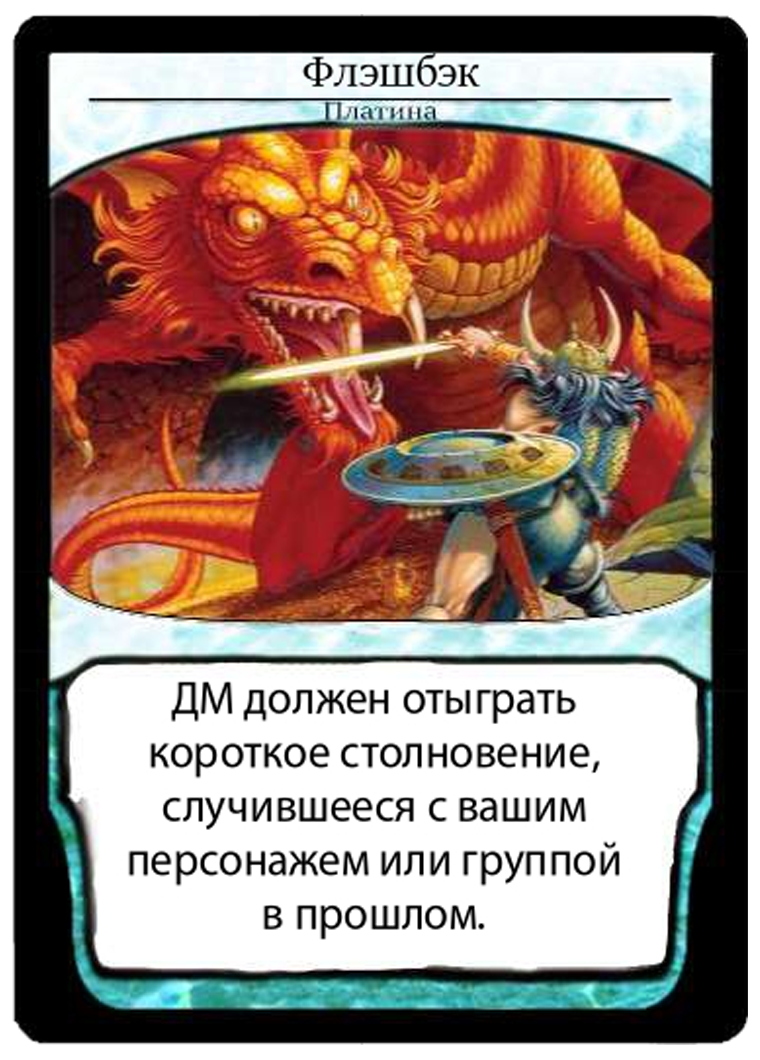 Флэшбэк
Платина
ДМ должен отыграть
короткое столновение,
случившееся с вашим
персонажем или группой
в прошлом.